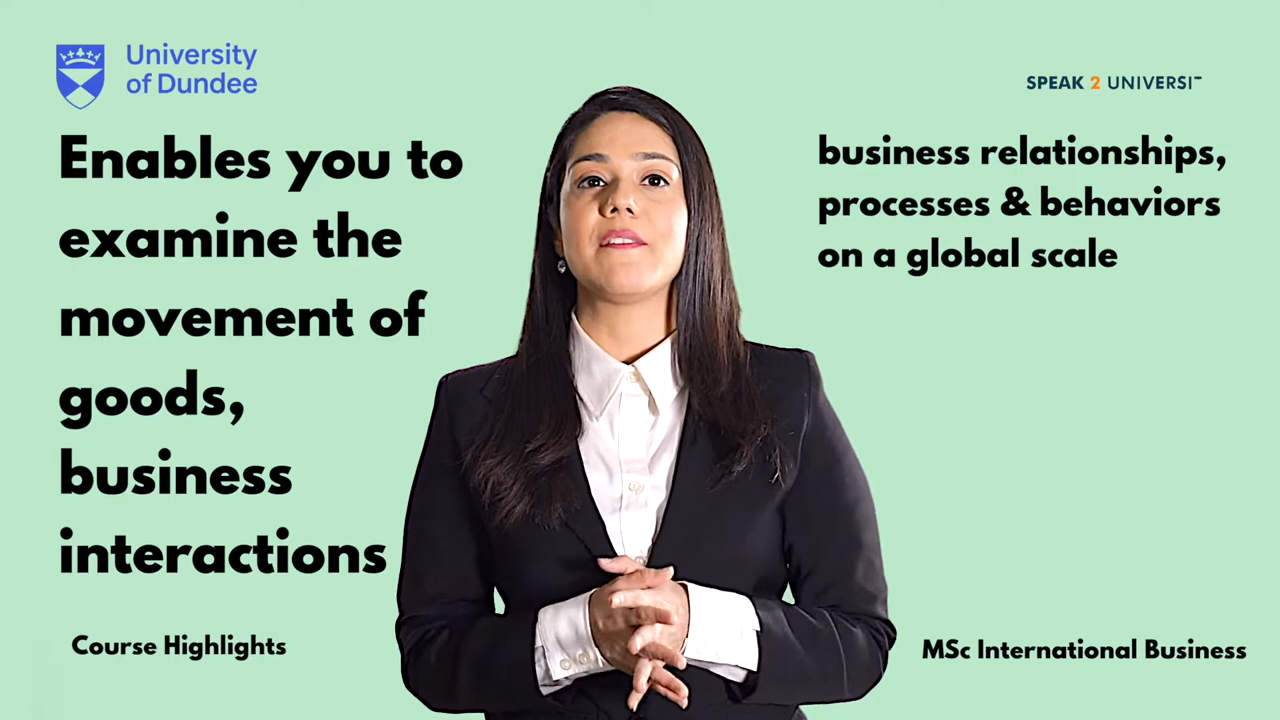 University
of Dundee
SPEAK 2 UNIVERSI
Enables you to
examine the
movement of
goods,
business
interactions
business relationships,
processes & behaviors
on a global scale
Course Highlights
MSc International Business